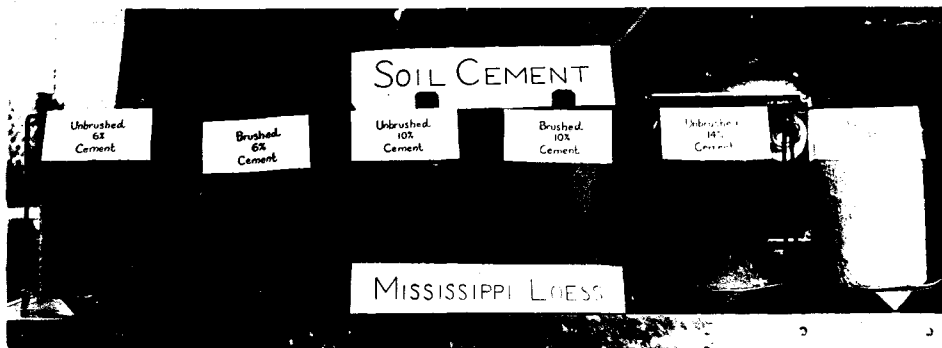 SOIL CEMENT
Unbrushed
6%
Cement
Brushed
6%
Cement
Unbrushed
10%
Cement
Brushed
10%
Cement
Unbrushed
14%
Cement
MISSISSIPPI LOESS